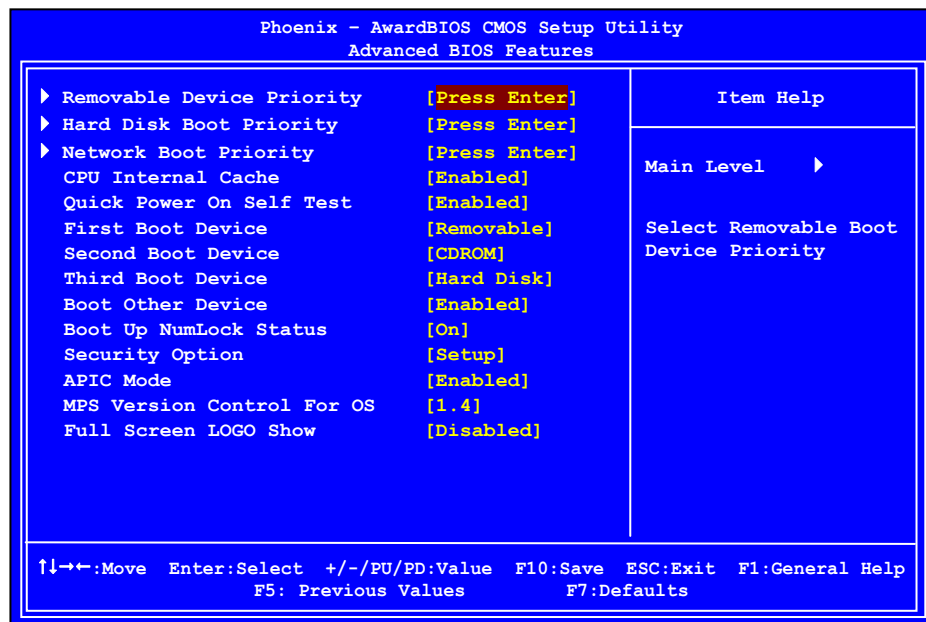 Phoenix – AwardBIOS CMOS Setup Utility
Advanced BIOS Features
Removable Device Priority [Press Enter]
Hard Disk Boot Priority [Press Enter]
Network Boot Priority [Press Enter]
CPU Internal Cache [Enabled]
Quick Power On Self Test [Enabled]
First Boot Device [Removable]
Second Boot Device [CDROM]
Third Boot Device [Hard Disk]
Boot Other Device [Enabled]
Boot Up NumLock Status [On]
Security Option [Setup]
APIC Mode [Enabled]
MPS Version Control For OS [1.4]
Full Screen LOGO Show [Disabled]
Item Help
Main Level
Select Removable Boot
Device Priority
↑↓→←:Move Enter:Select +/-/PU/PD:Value F10:Save ESC:Exit F1:General Help
F5: Previous Values F7:Defaults